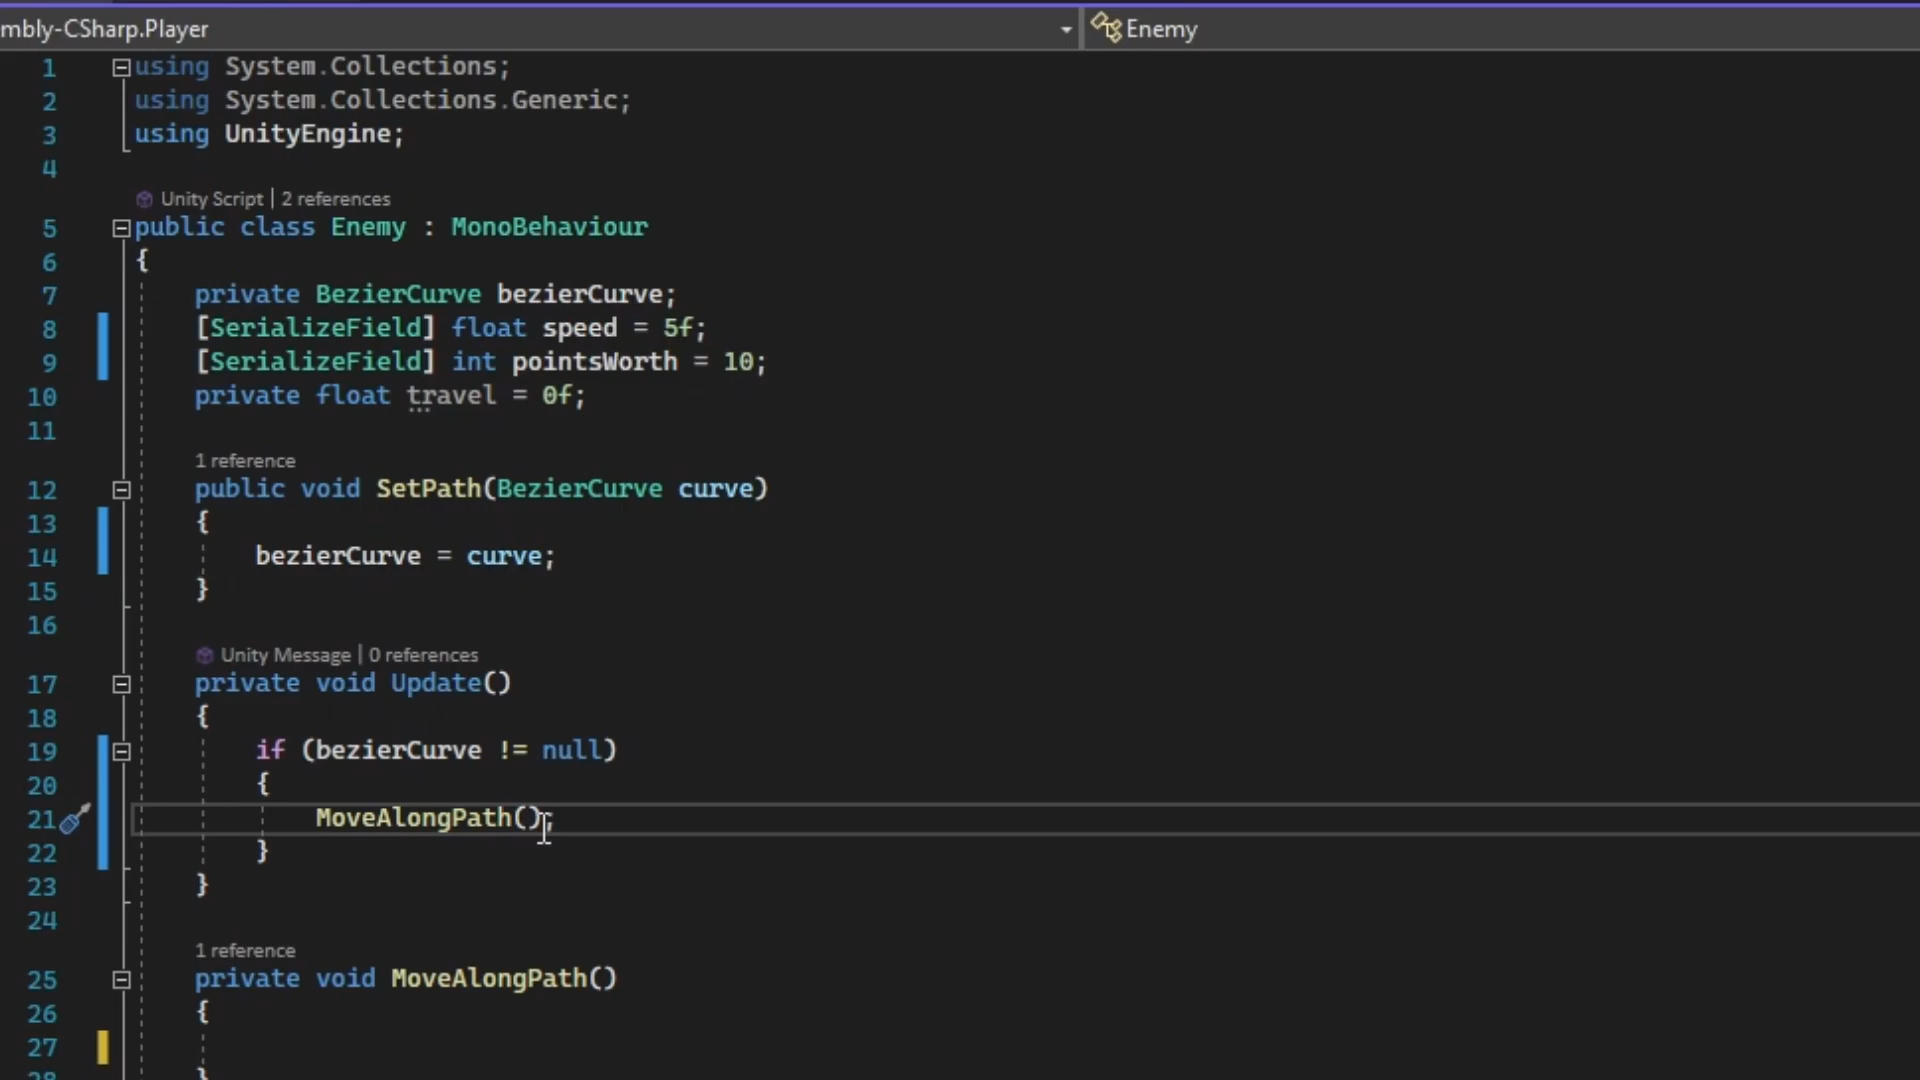 mbly-CSharp.Player Enemy
1 using System.Collections;
2 using System.Collections.Generic;
3 using UnityEngine;
4
Unity Script | 2 references
5 public class Enemy : MonoBehaviour
6 {
7 private BezierCurve bezierCurve;
8 [SerializeField] float speed = 5f;
9 [SerializeField] int pointsWorth = 10;
10 private float travel = 0f;
11
1 reference
12 public void SetPath(BezierCurve curve)
13 {
14 bezierCurve = curve;
15 }
16
Unity Message | 0 references
17 private void Update()
18 {
19 if (bezierCurve != null)
20 {
21 MoveAlongPath();
22 }
23 }
24
1 reference
25 private void MoveAlongPath()
26 {
27
28 }